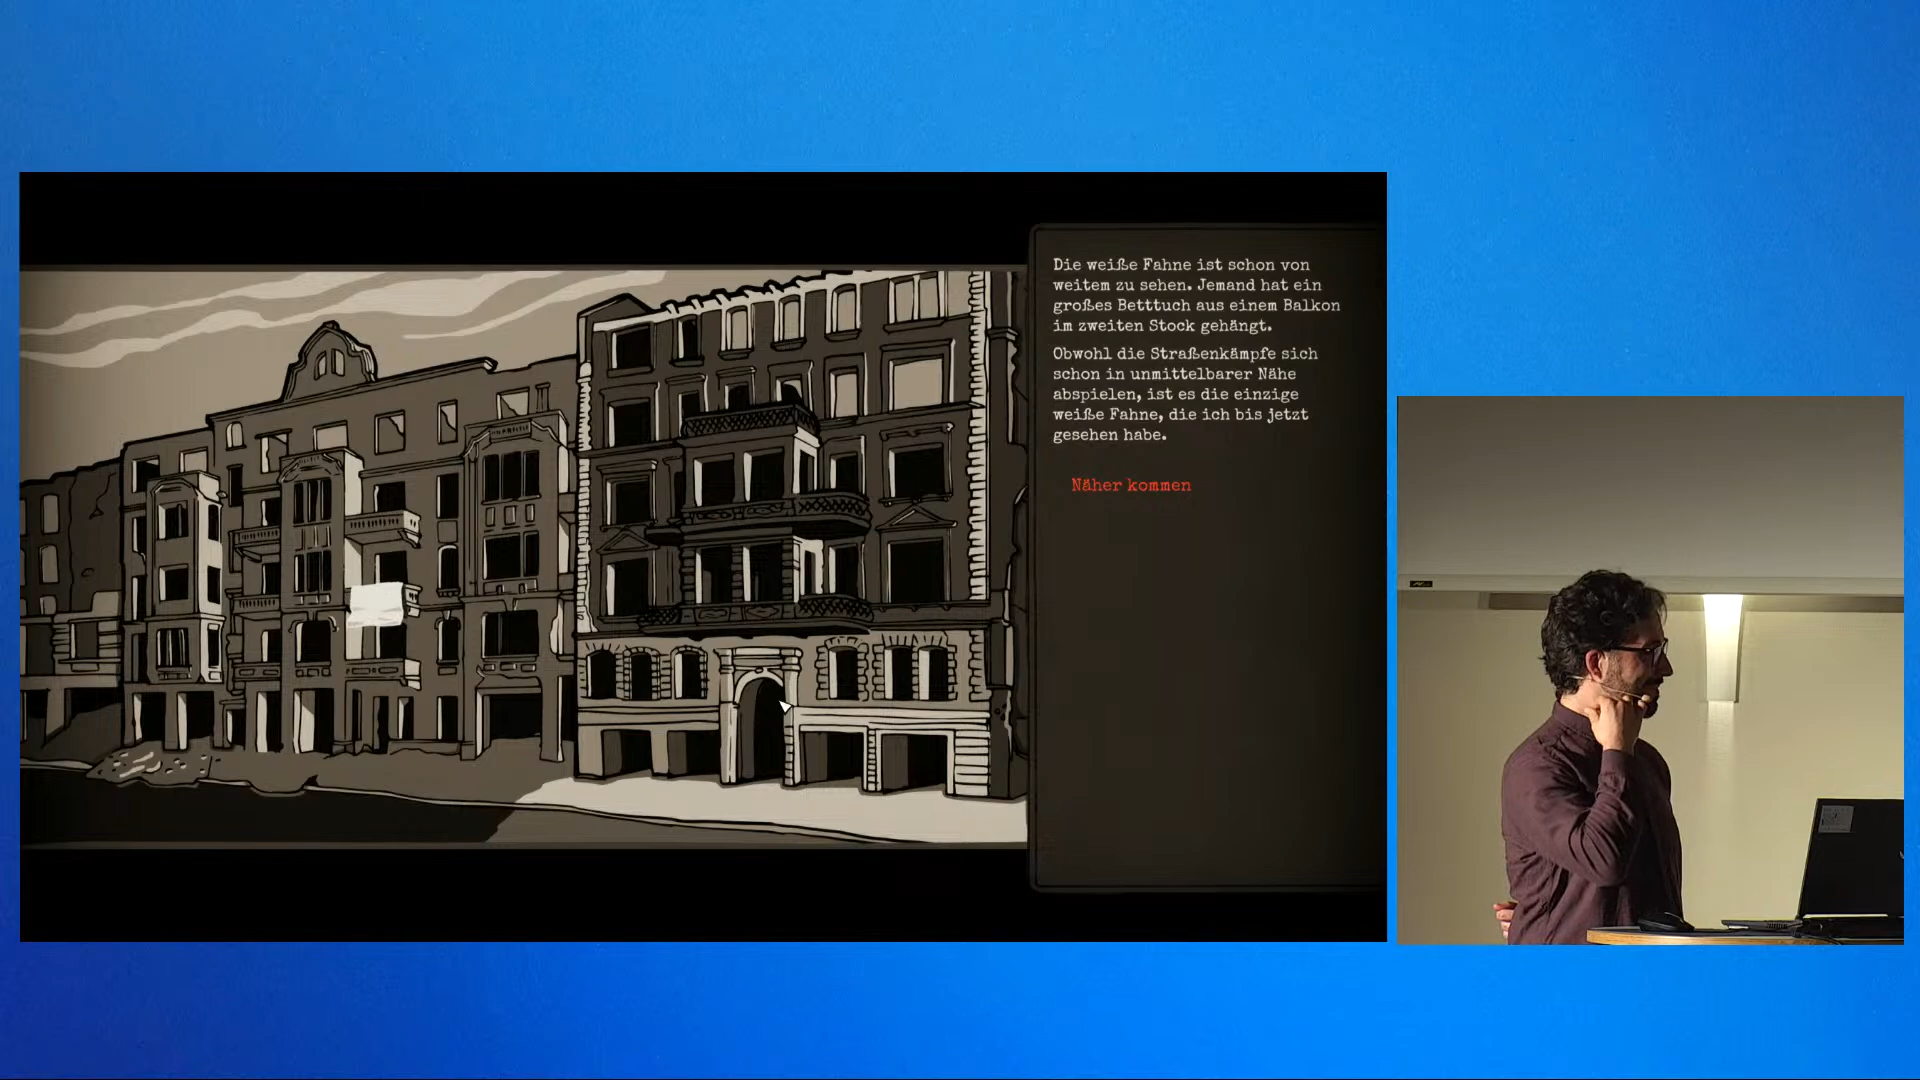 Die weiße Fahne ist schon von
weitem zu sehen. Jemand hat ein
großes Betttuch aus einem Balkon
im zweiten Stock gehängt.
Obwohl die Straßenkämpfe sich
schon in unmittelbarer Nähe
abspielen, ist es die einzige
weiße Fahne, die ich bis jetzt
gesehen habe.
Näher kommen